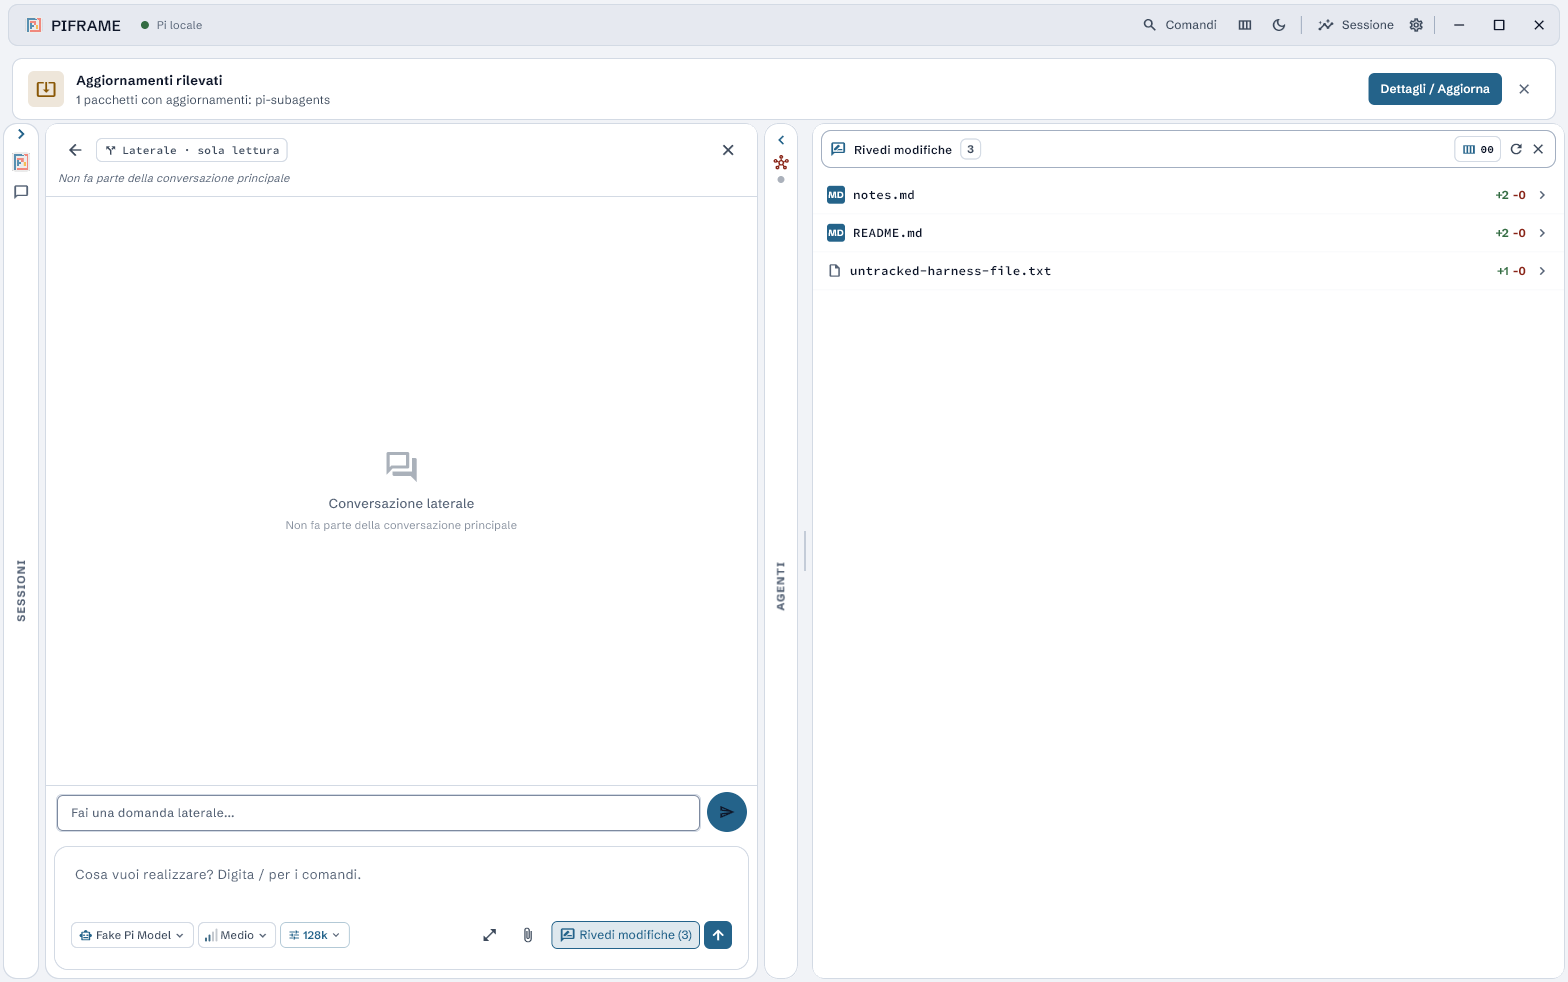 PIFRAME
Pi locale
Comandi
Sessione
Aggiornamenti rilevati
1 pacchetti con aggiornamenti: pi-subagents
Dettagli / Aggiorna
SESSIONI
Laterale · sola lettura
Non fa parte della conversazione principale
Conversazione laterale
Non fa parte della conversazione principale
Fai una domanda laterale...
Cosa vuoi realizzare? Digita / per i comandi.
Fake Pi Model
Medio
128k
Rivedi modifiche (3)
AGENTI
Rivedi modifiche 3
00
MD notes.md +2 -0
MD README.md +2 -0
untracked-harness-file.txt +1 -0